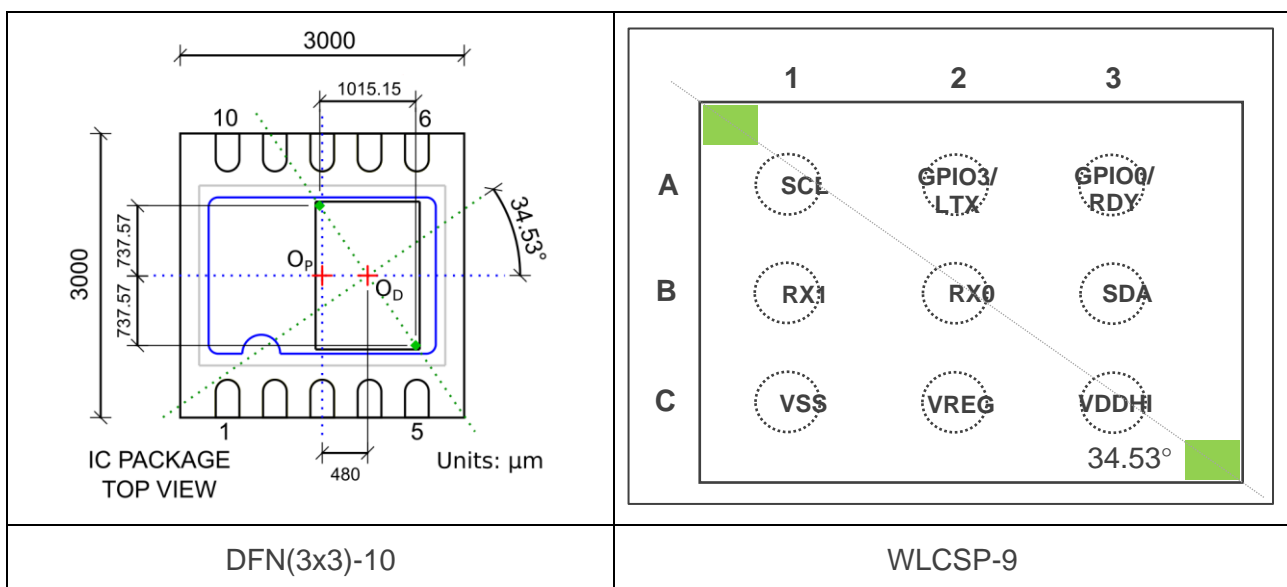 3000
1015.15
10
6
3000
737.57
737.57
34.53°
OP
OD
1
5
480
IC PACKAGE
TOP VIEW
Units: µm
1 2 3
A
SCL
GPIO3/
LTX
GPIO0/
RDY
B
RX1
RX0
SDA
C
VSS
VREG
VDDHI
34.53°
DFN(3x3)-10
WLCSP-9